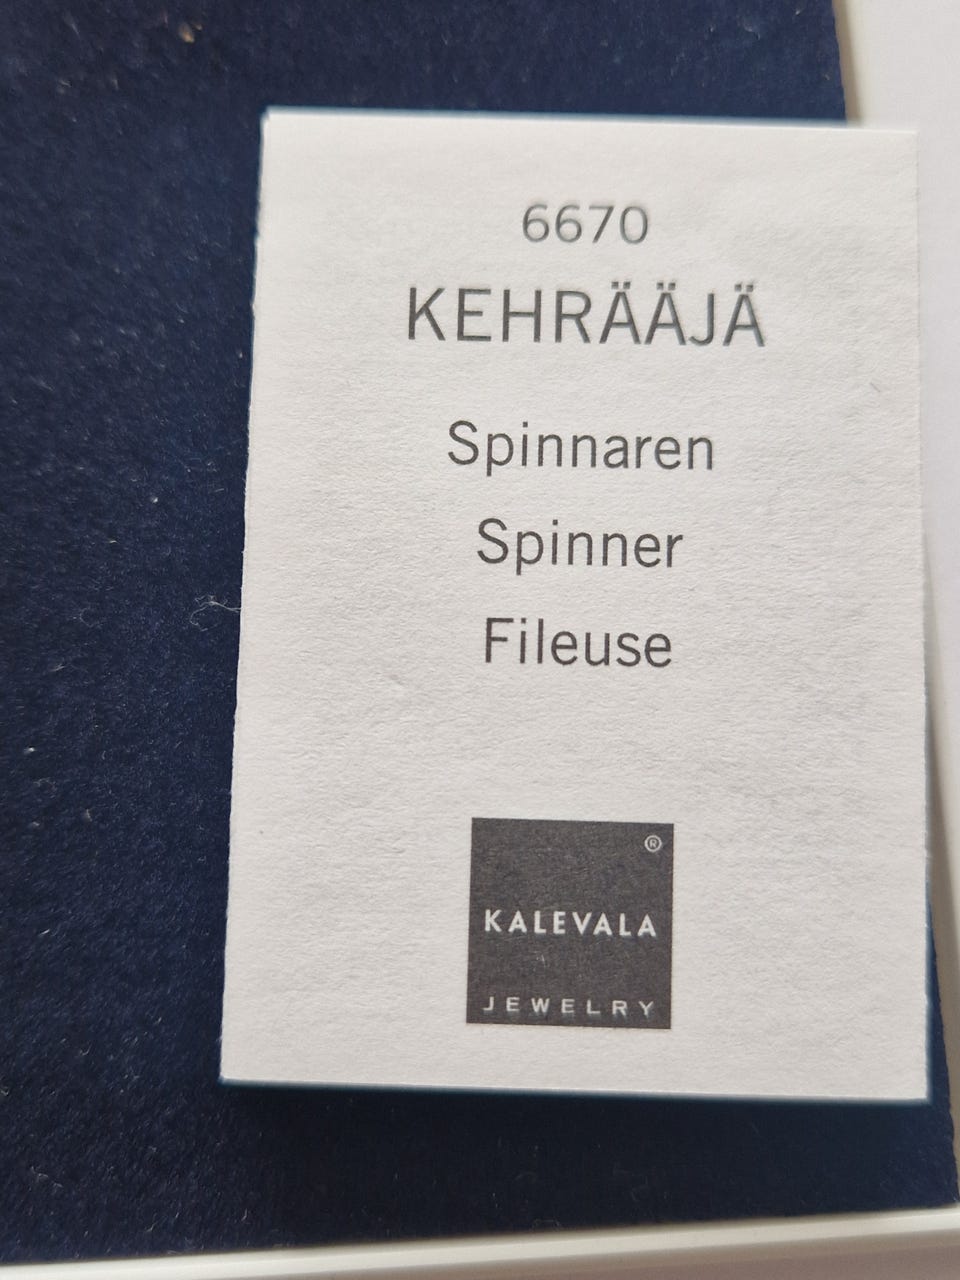 6670
KEHRÄÄJÄ
Spinnaren
Spinner
Fileuse
®
KALEVALA
JEWELRY